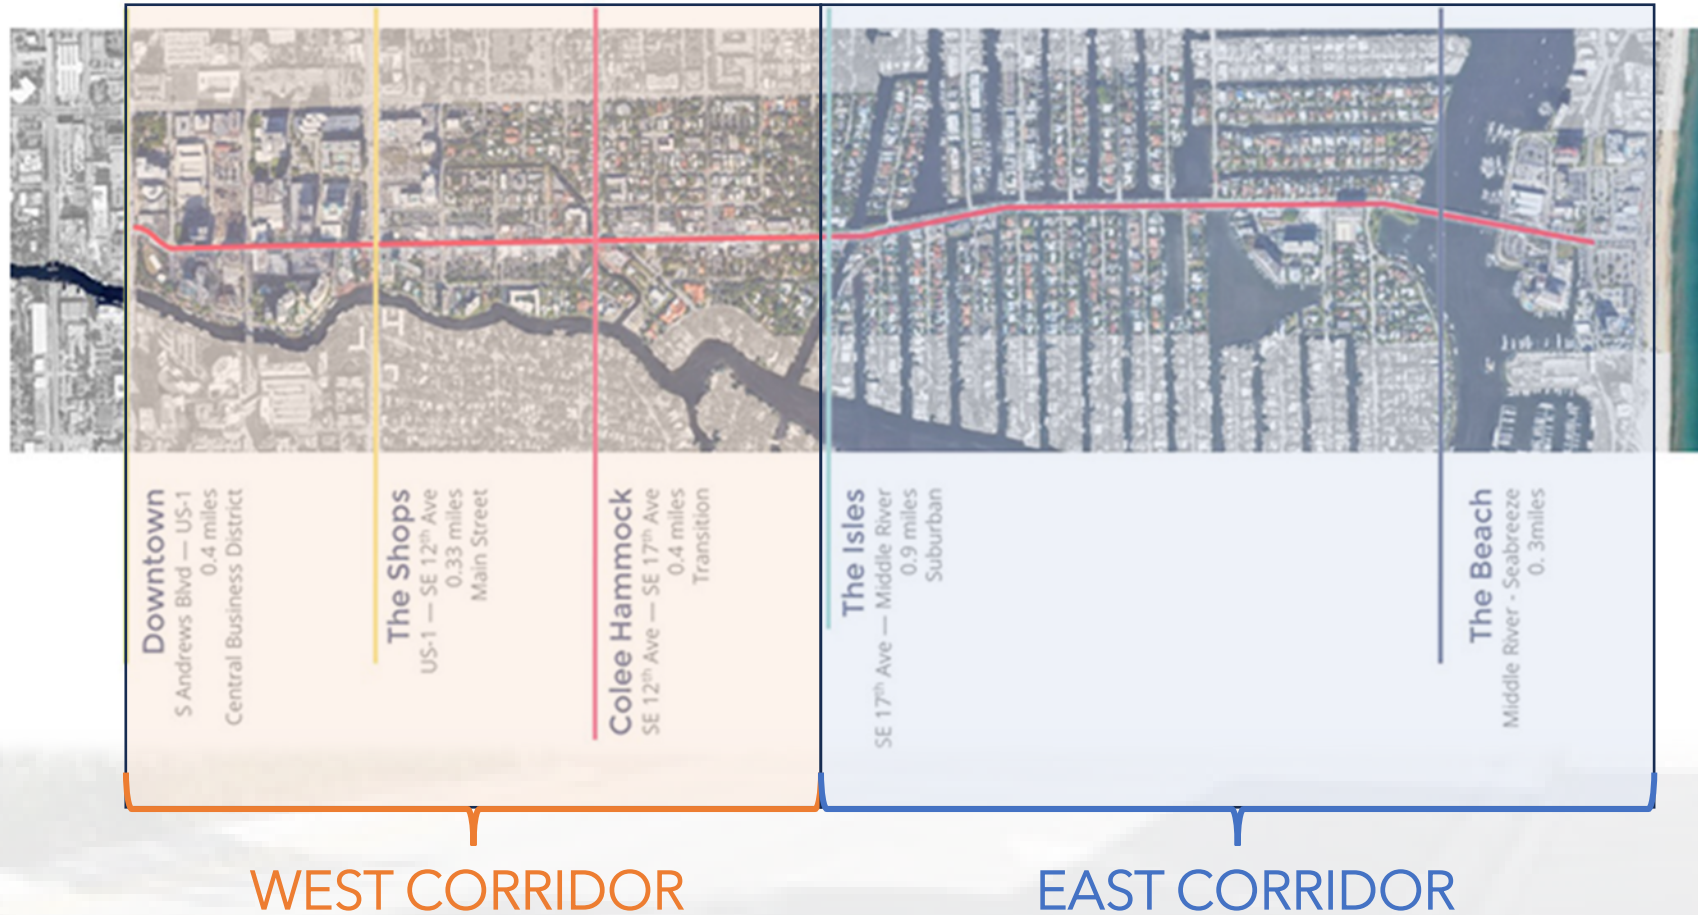 Downtown
S Andrews Blvd — US-1
0.4 miles
Central Business District
The Shops
US-1 — SE 12th Ave
0.33 miles
Main Street
Colee Hammock
SE 12th Ave — SE 17th Ave
0.4 miles
Transition
The Isles
SE 17th Ave — Middle River
0.9 miles
Suburban
The Beach
Middle River - Seabreeze
0. 3miles
WEST CORRIDOR
EAST CORRIDOR